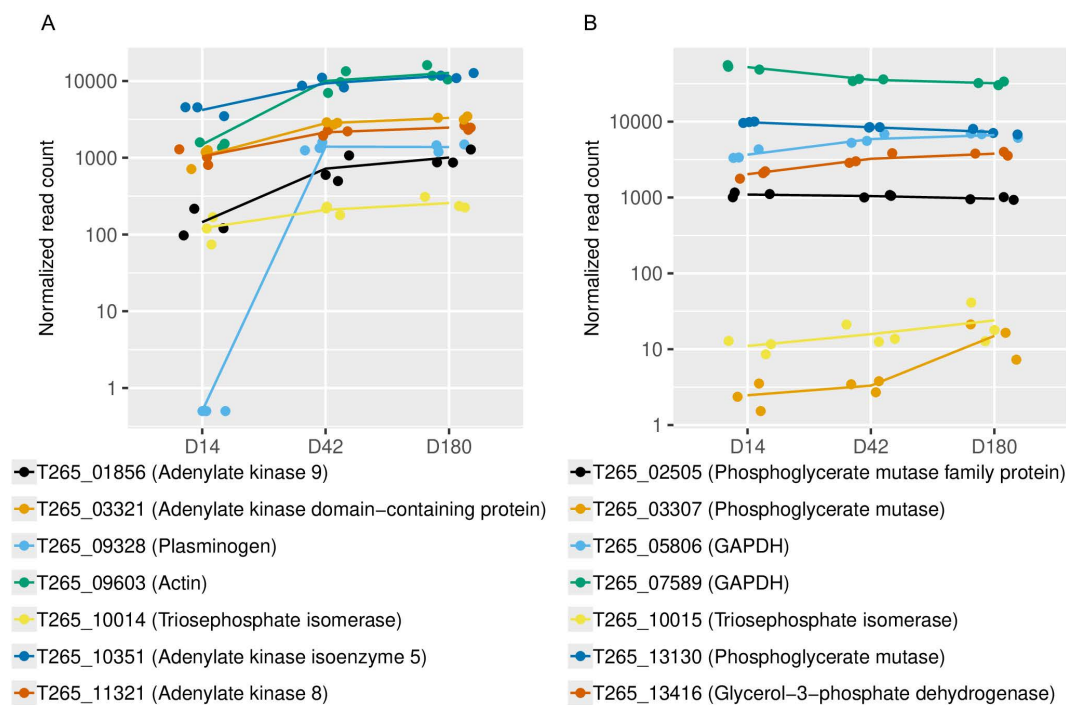 A
Normalized read count
10000
1000
100
10
1
D14 D42 D180
T265_01856 (Adenylate kinase 9)
T265_03321 (Adenylate kinase domain−containing protein)
T265_09328 (Plasminogen)
T265_09603 (Actin)
T265_10014 (Triosephosphate isomerase)
T265_10351 (Adenylate kinase isoenzyme 5)
T265_11321 (Adenylate kinase 8)
B
Normalized read count
10000
1000
100
10
1
D14 D42 D180
T265_02505 (Phosphoglycerate mutase family protein)
T265_03307 (Phosphoglycerate mutase)
T265_05806 (GAPDH)
T265_07589 (GAPDH)
T265_10015 (Triosephosphate isomerase)
T265_13130 (Phosphoglycerate mutase)
T265_13416 (Glycerol−3−phosphate dehydrogenase)